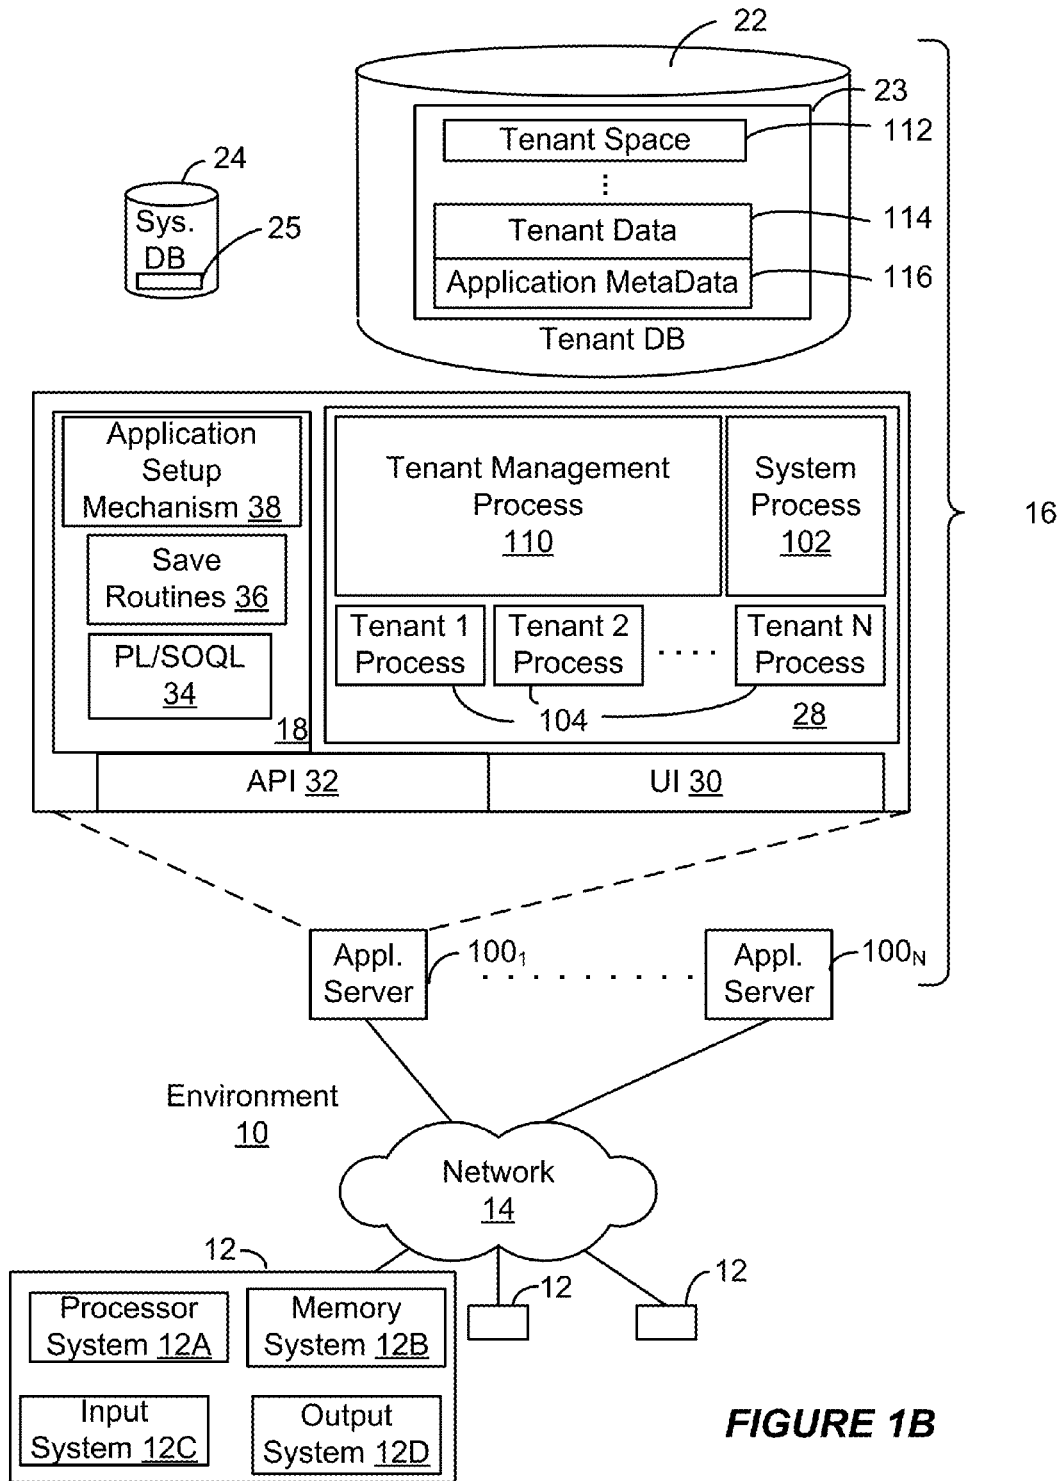 22
23
Tenant Space
112
24
Sys.
DB
25
Tenant Data
114
Application MetaData
116
Tenant DB
Application
Setup
Mechanism 38
Tenant Management
Process
110
System
Process
102
16
Save
Routines 36
Tenant 1
Process
Tenant 2
Process
Tenant N
Process
PL/SOQL
34
104
28
18
API 32
UI 30
Appl.
Server
100₁
Appl.
Server
100N
Environment
10
Network
14
12
12
12
Processor
System 12A
Memory
System 12B
Input
System 12C
Output
System 12D
FIGURE 1B